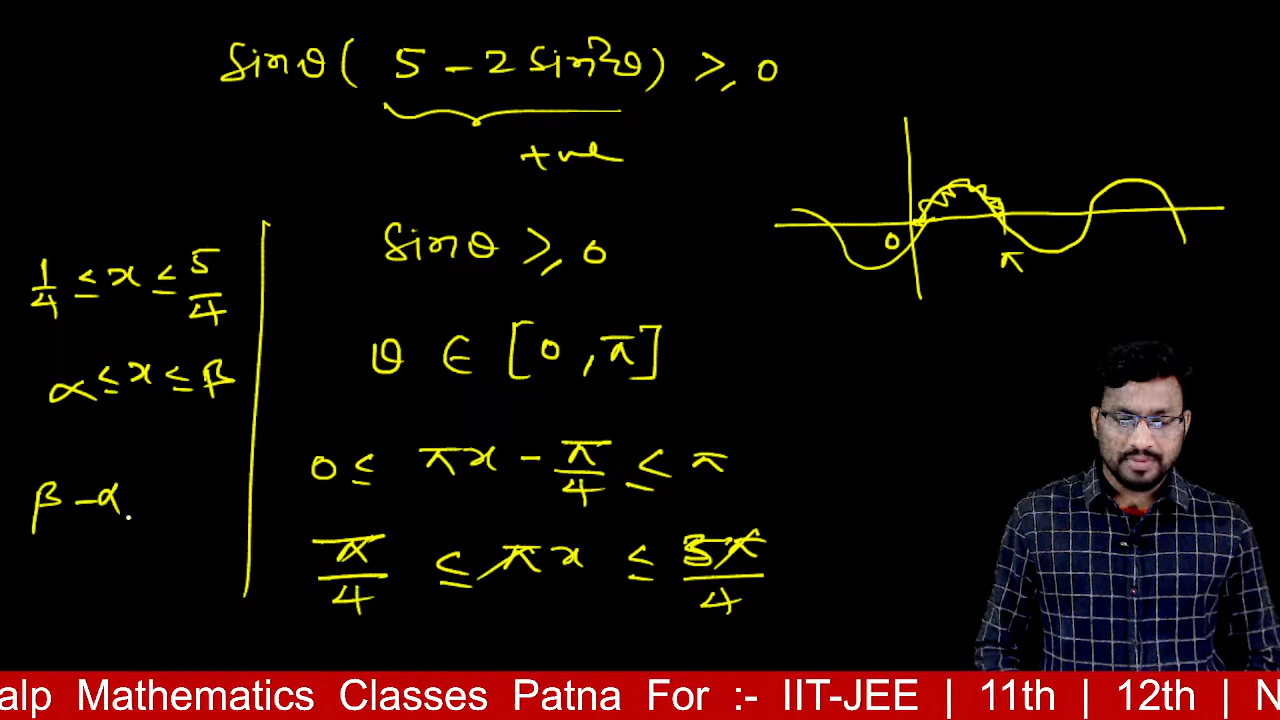 sinθ ( 5 - 2 sin²θ ) ≥ 0
+ve
0
π
sinθ ≥ 0
θ ∈ [0, π]
0 ≤ πx - π/4 ≤ π
π/4 ≤ πx ≤ 5π/4
1/4 ≤ x ≤ 5/4
α ≤ x ≤ β
β - α
alp Mathematics Classes Patna For :- IIT-JEE | 11th | 12th | N